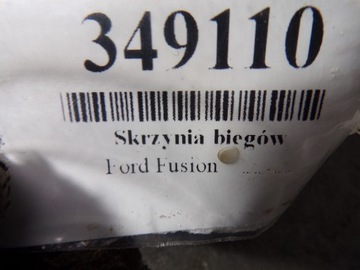 349110
Skrzynia biegów
Ford Fusion